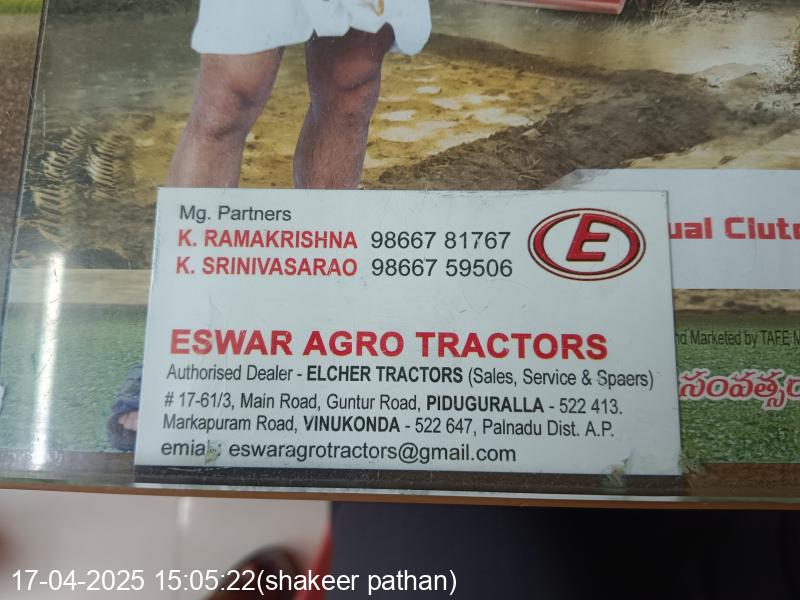 Mg. Partners
K. RAMAKRISHNA 98667 81767
K. SRINIVASARAO 98667 59506
E
ual Clutc
ESWAR AGRO TRACTORS
nd Marketed by TAFE M
Authorised Dealer - ELCHER TRACTORS (Sales, Service & Spaers)
సంవత్సర
# 17-61/3, Main Road, Guntur Road, PIDUGURALLA - 522 413.
Markapuram Road, VINUKONDA - 522 647, Palnadu Dist. A.P.
emial : eswaragrotractors@gmail.com
17-04-2025 15:05:22(shakeer pathan)